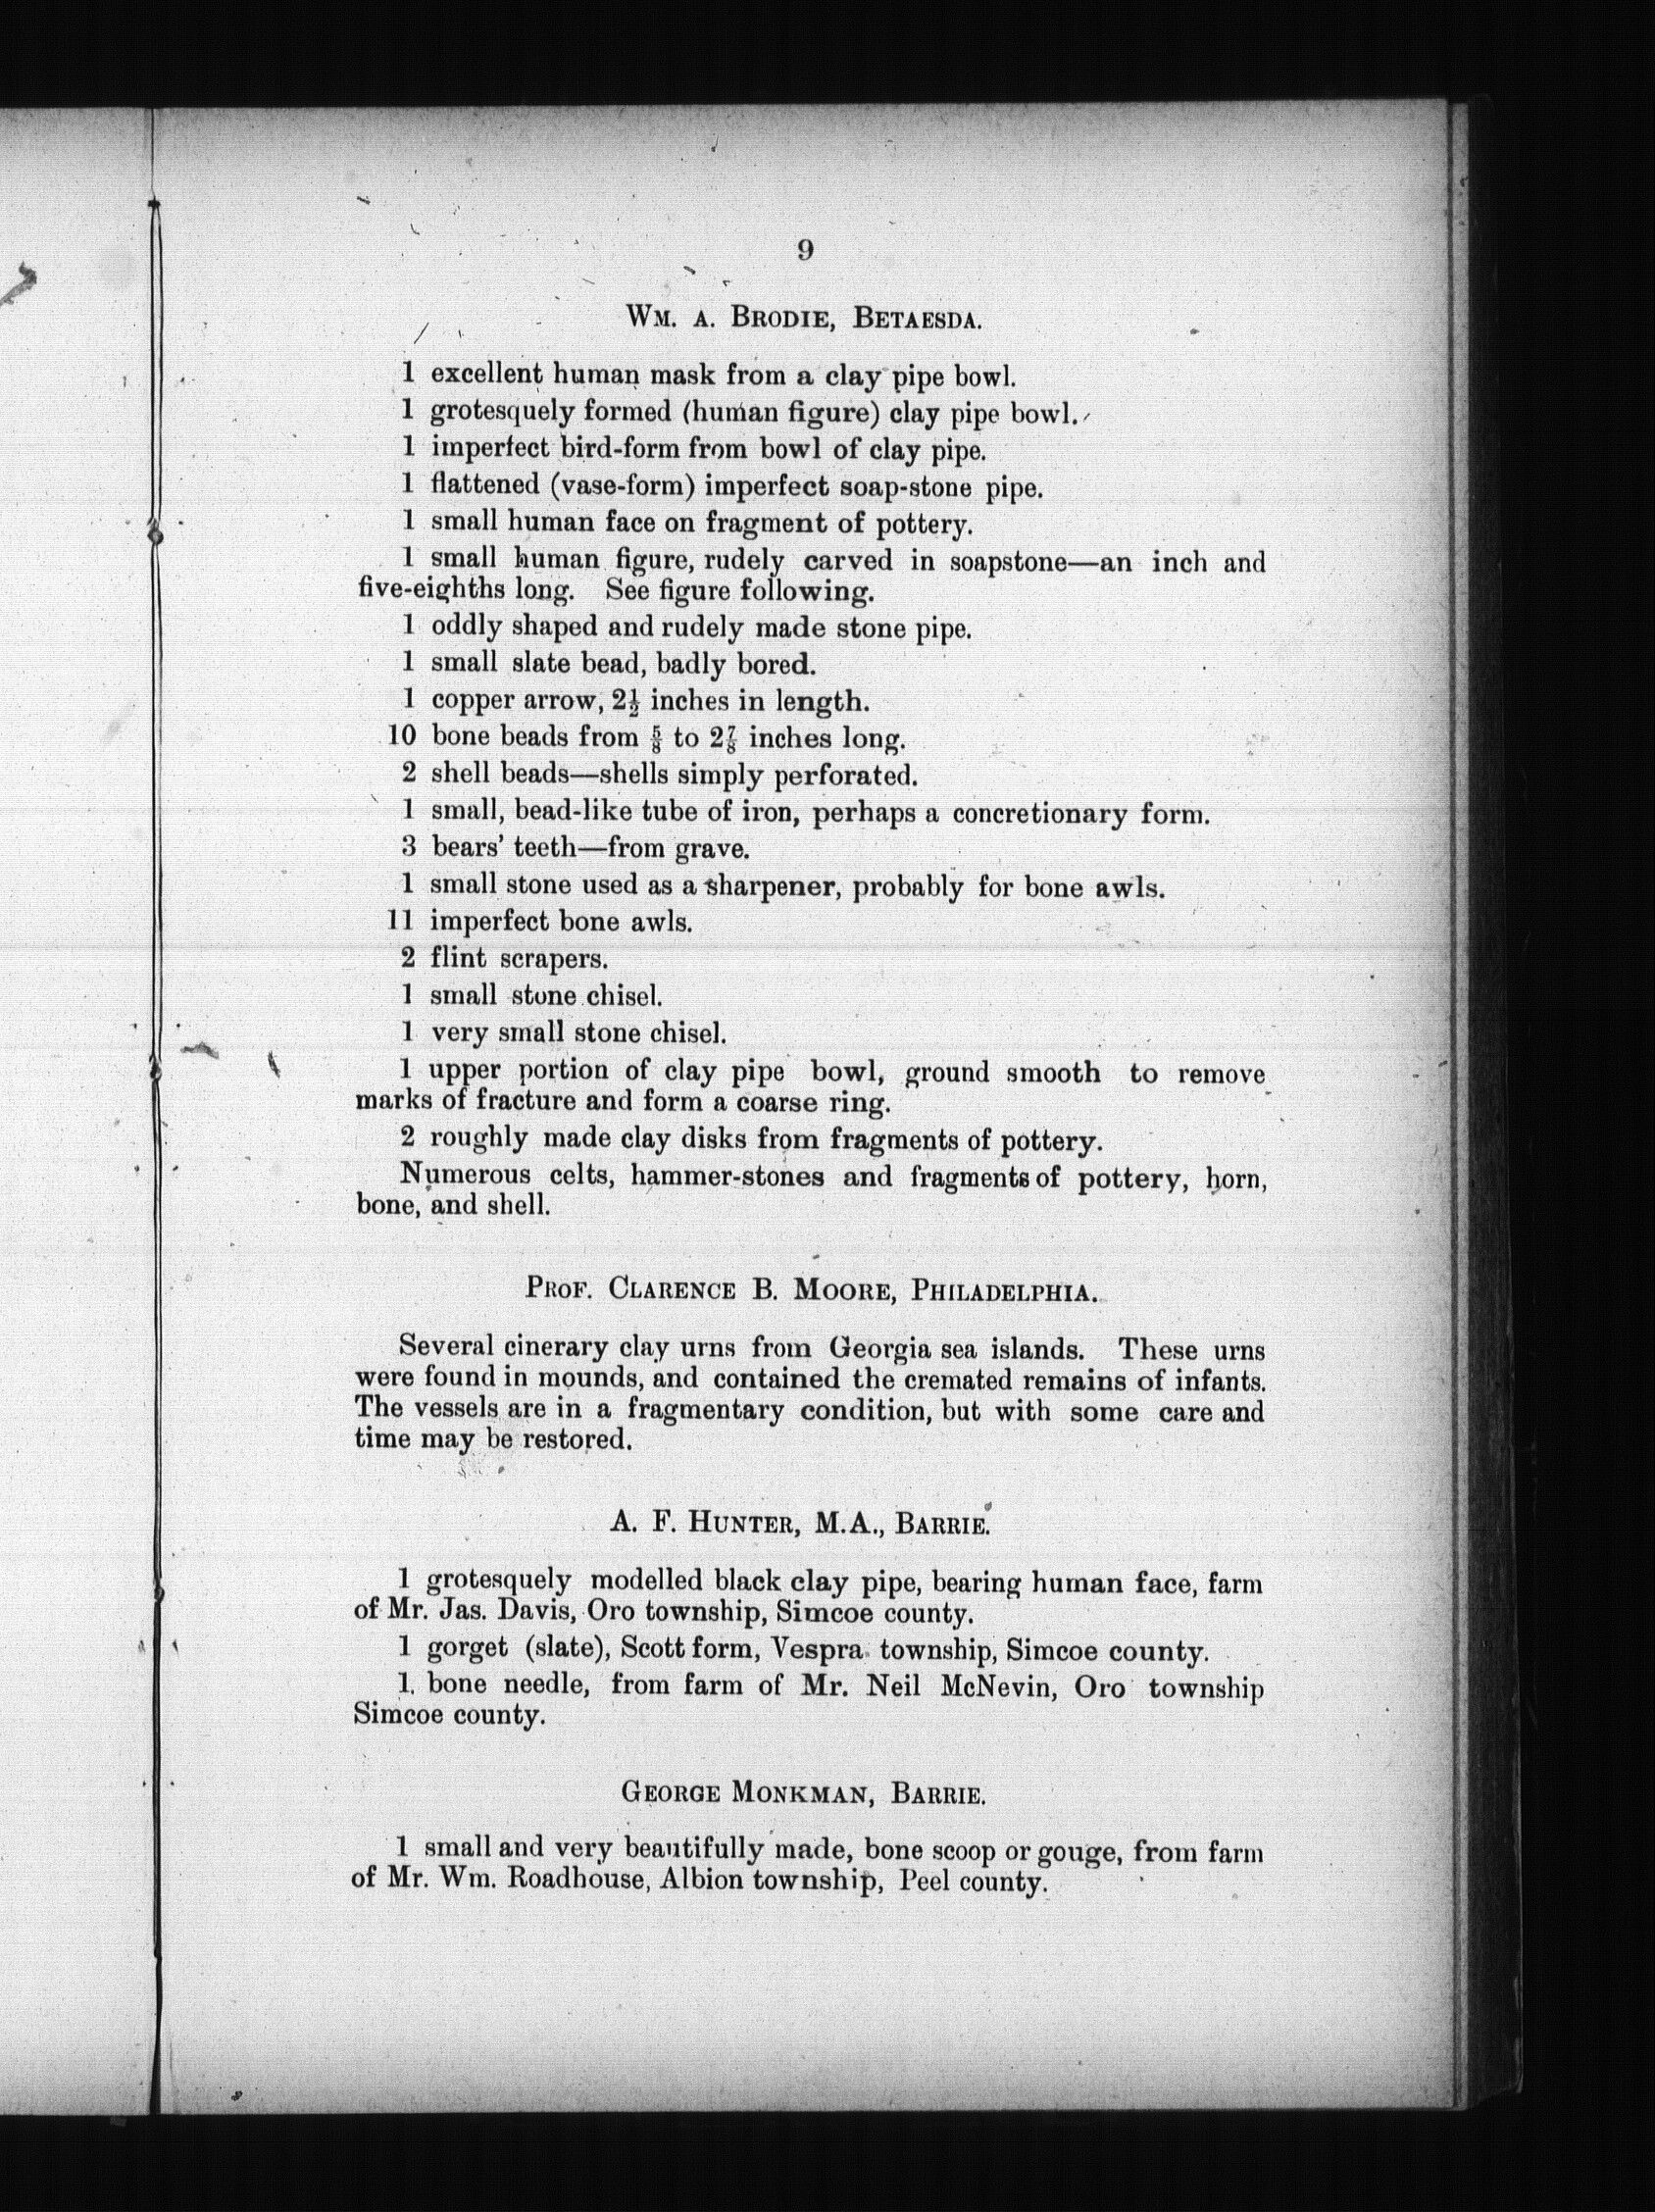 9
WM. A. BRODIE, BETAESDA.
1 excellent human mask from a clay pipe bowl.
1 grotesquely formed (human figure) clay pipe bowl.
1 imperfect bird-form from bowl of clay pipe.
1 flattened (vase-form) imperfect soap-stone pipe.
1 small human face on fragment of pottery.
1 small human figure, rudely carved in soapstone—an inch and
five-eighths long. See figure following.
1 oddly shaped and rudely made stone pipe.
1 small slate bead, badly bored.
1 copper arrow, 2½ inches in length.
10 bone beads from ⅝ to 2⅞ inches long.
2 shell beads—shells simply perforated.
1 small, bead-like tube of iron, perhaps a concretionary form.
3 bears' teeth—from grave.
1 small stone used as a sharpener, probably for bone awls.
11 imperfect bone awls.
2 flint scrapers.
1 small stone chisel.
1 very small stone chisel.
1 upper portion of clay pipe bowl, ground smooth to remove
marks of fracture and form a coarse ring.
2 roughly made clay disks from fragments of pottery.
Numerous celts, hammer-stones and fragments of pottery, horn,
bone, and shell.
PROF. CLARENCE B. MOORE, PHILADELPHIA.
Several cinerary clay urns from Georgia sea islands. These urns
were found in mounds, and contained the cremated remains of infants.
The vessels are in a fragmentary condition, but with some care and
time may be restored.
A. F. HUNTER, M.A., BARRIE.
1 grotesquely modelled black clay pipe, bearing human face, farm
of Mr. Jas. Davis, Oro township, Simcoe county.
1 gorget (slate), Scott form, Vespra township, Simcoe county.
1 bone needle, from farm of Mr. Neil McNevin, Oro township
Simcoe county.
GEORGE MONKMAN, BARRIE.
1 small and very beautifully made, bone scoop or gouge, from farm
of Mr. Wm. Roadhouse, Albion township, Peel county.